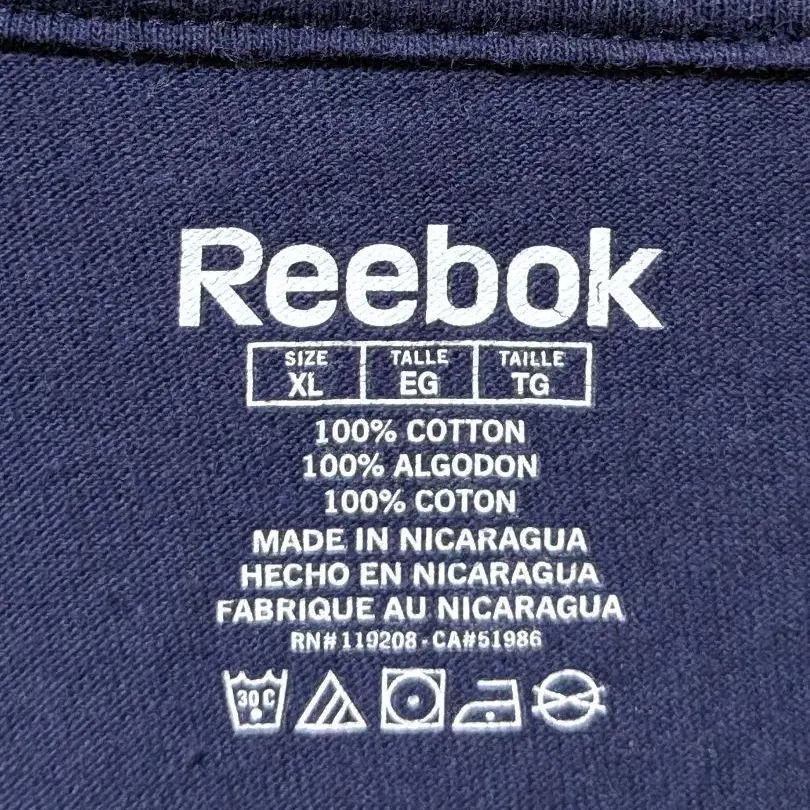 Reebok
SIZE TALLE TAILLE
XL EG TG
100% COTTON
100% ALGODON
100% COTON
MADE IN NICARAGUA
HECHO EN NICARAGUA
FABRIQUE AU NICARAGUA
RN#119208-CA#51986
30C